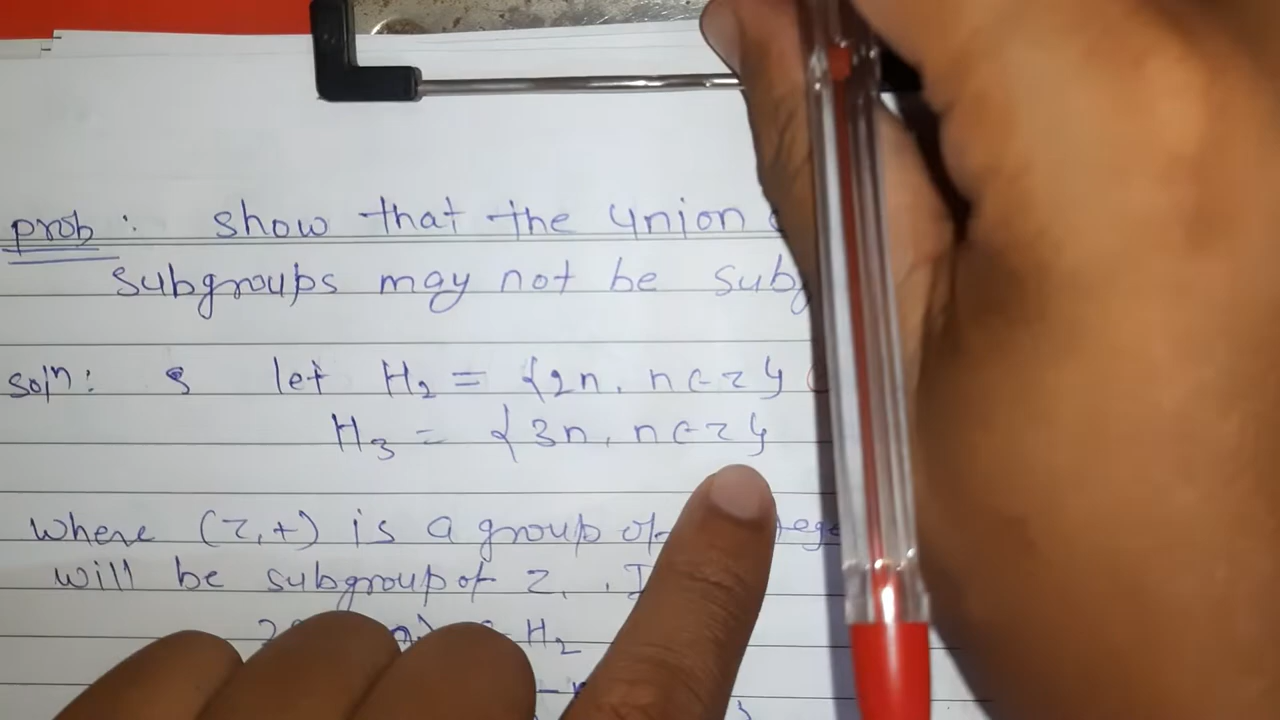 prob : show that the union
subgroups may not be
soln: let H2 = {2n, n∈z}
H3 = {3n, n∈z}
where (z,+) is a group of
will be subgroup of z,
H2